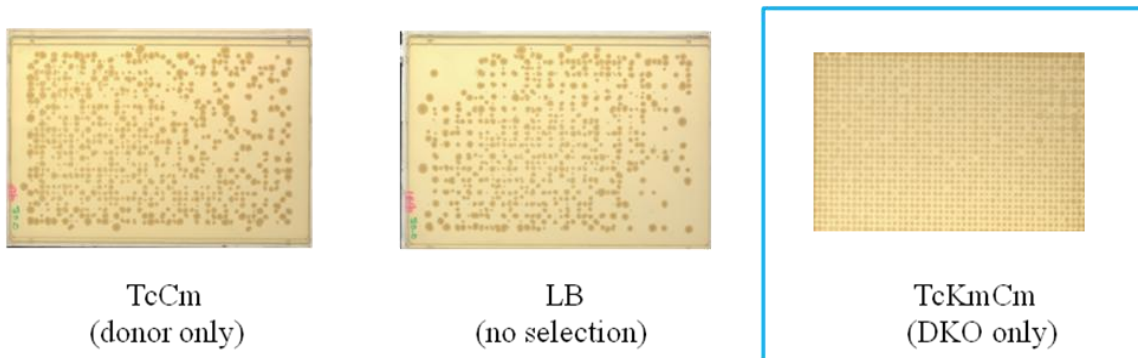 TcCm
(donor only)
LB
(no selection)
TcKmCm
(DKO only)